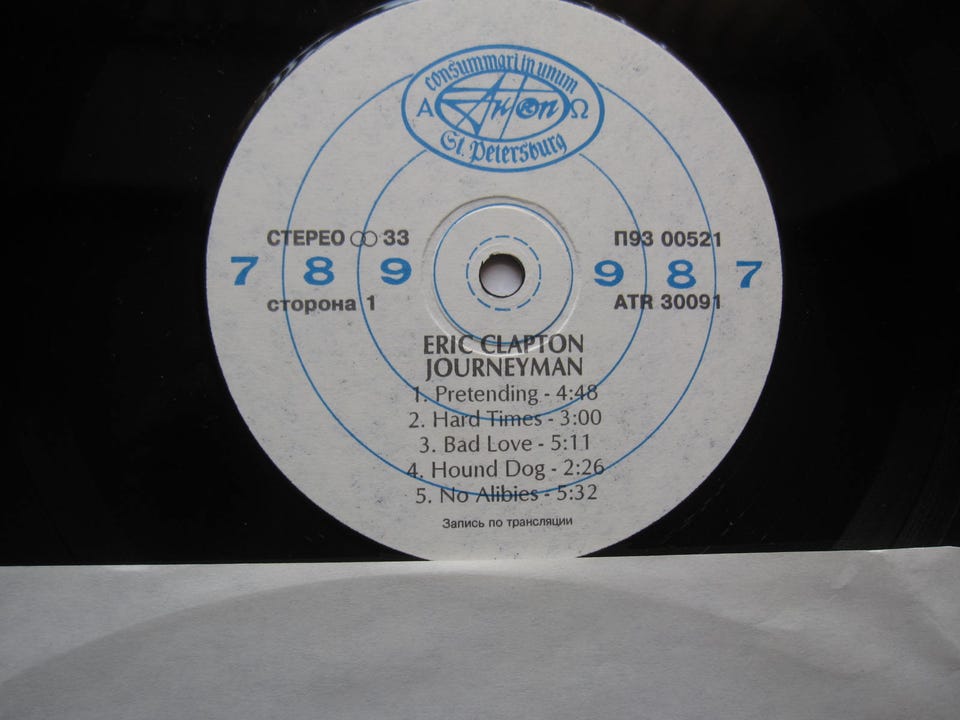 consummari in unum
Α АнТроп Ω
St. Petersburg
СТЕРЕО 33 П93 00521
7 8 9 9 8 7
сторона 1 ATR 30091
ERIC CLAPTON
JOURNEYMAN
1. Pretending - 4:48
2. Hard Times - 3:00
3. Bad Love - 5:11
4. Hound Dog - 2:26
5. No Alibies - 5:32
Запись по трансляции